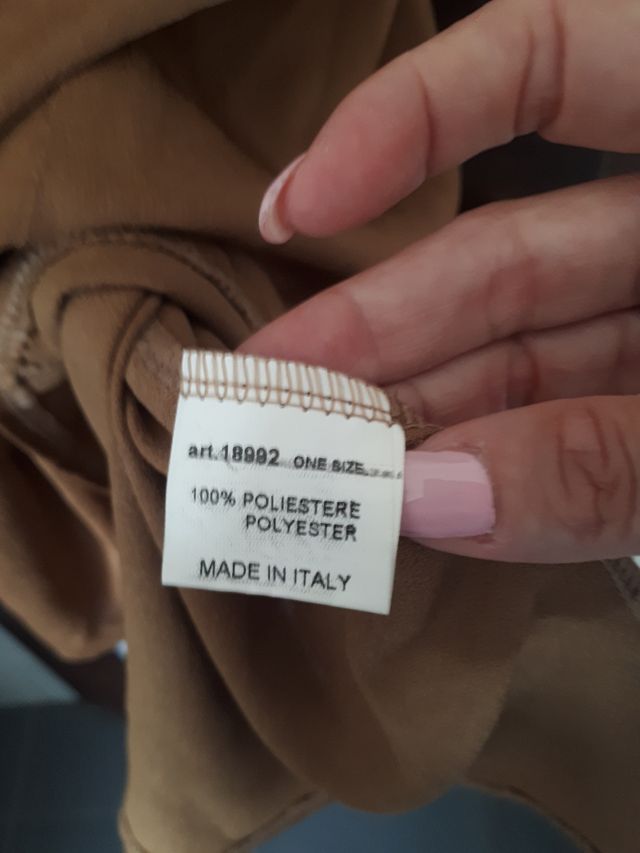 art.18992 ONE SIZE
100% POLIESTERE
POLYESTER
MADE IN ITALY